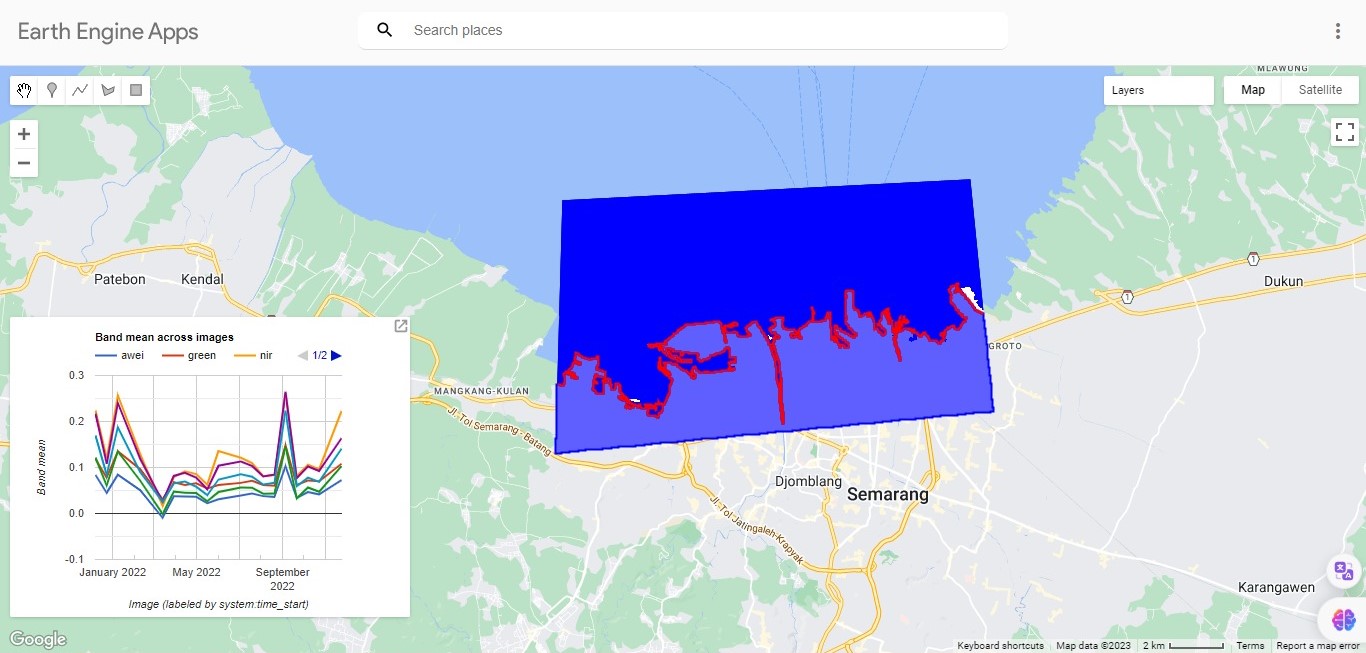 Earth Engine Apps
Search places
MLAWUNG
Layers
Map
Satellite
Patebon
Kendal
1
Dukun
1
GROTO
MANGKANG-KULAN
Jl. Tol Semarang - Batang
Band mean across images
awei
green
nir
1/2
0.3
0.2
0.1
0.0
-0.1
Band mean
January 2022
May 2022
September
2022
Image (labeled by system:time_start)
Djomblang
Semarang
Jl. Tol Jatingaleh-Krapyak
Karangawen
Google
Keyboard shortcuts
Map data ©2023
2 km
Terms
Report a map error